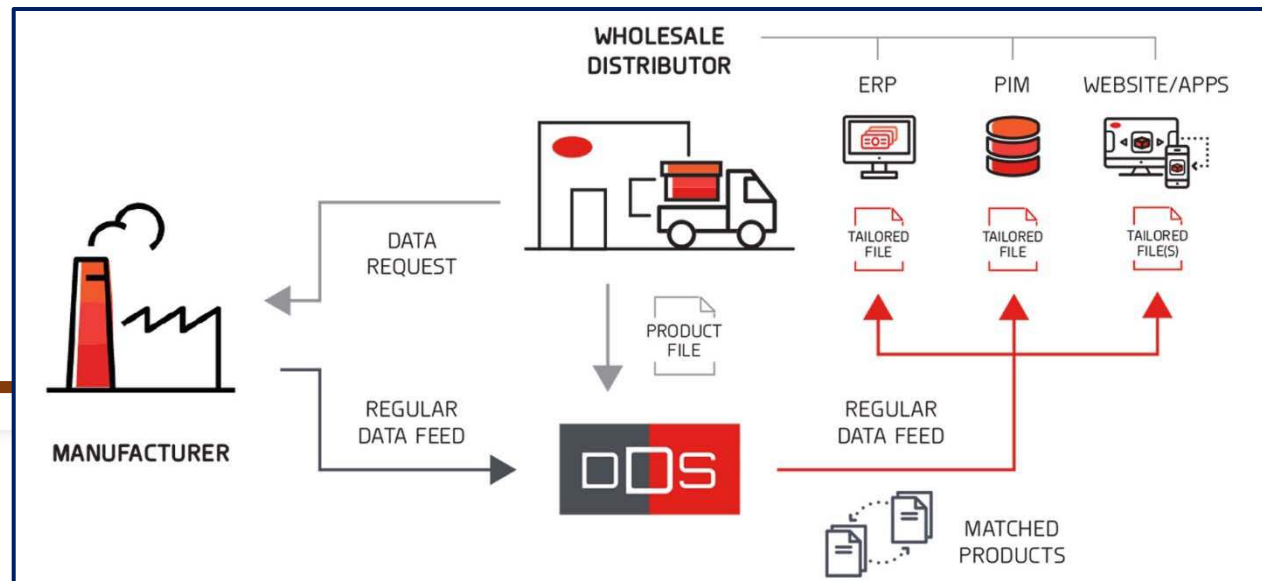 WHOLESALE
DISTRIBUTOR
ERP
PIM
WEBSITE/APPS
TAILORED
FILE
TAILORED
FILE
TAILORED
FILE(S)
DATA
REQUEST
PRODUCT
FILE
MANUFACTURER
REGULAR
DATA FEED
DDS
REGULAR
DATA FEED
MATCHED
PRODUCTS